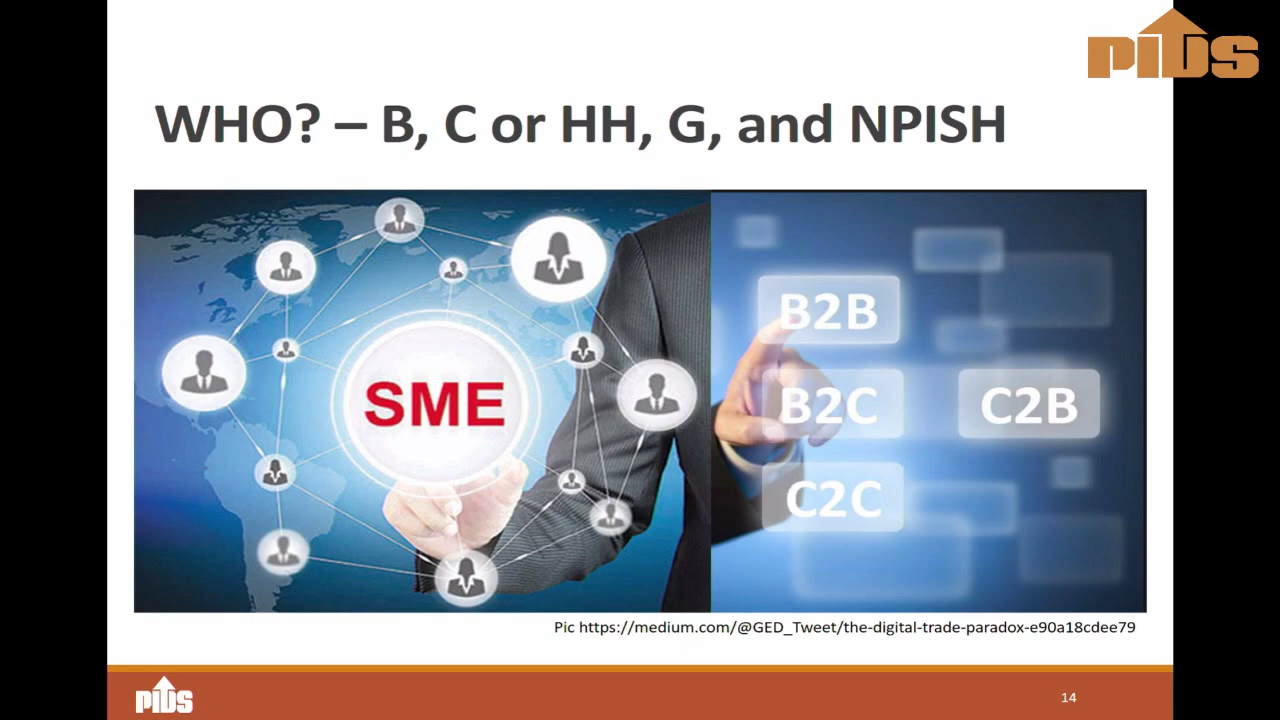 PIDS
WHO? – B, C or HH, G, and NPISH
SME
B2B
B2C
C2B
C2C
Pic https://medium.com/@GED_Tweet/the-digital-trade-paradox-e90a18cdee79
PIDS
14